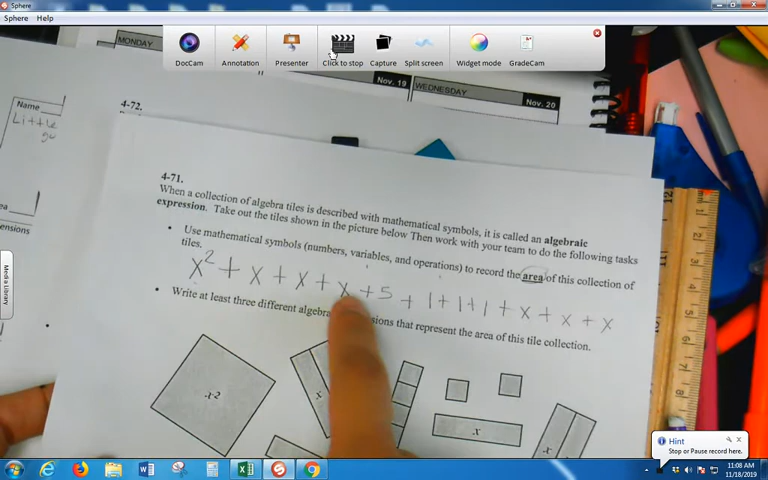 Sphere
Sphere Help
DocCam Annotation Presenter Click to stop Capture Split screen Widget mode GradeCam
MONDAY
Nov. 19
WEDNESDAY
Nov. 20
4-72.
Name
Little
4-71.
When a collection of algebra tiles is described with mathematical symbols, it is called an algebraic
expression. Take out the tiles shown in the picture below Then work with your team to do the following tasks
• Use mathematical symbols (numbers, variables, and operations) to record the area of this collection of
tiles.
x² + x + x + x + 5 + 1 + 1 + 1 + x + x + x
• Write at least three different that represent the area of this tile collection.
x²
x
x
x
Media Library
Hint
Stop or Pause record here.
11:08 AM
11/18/2019